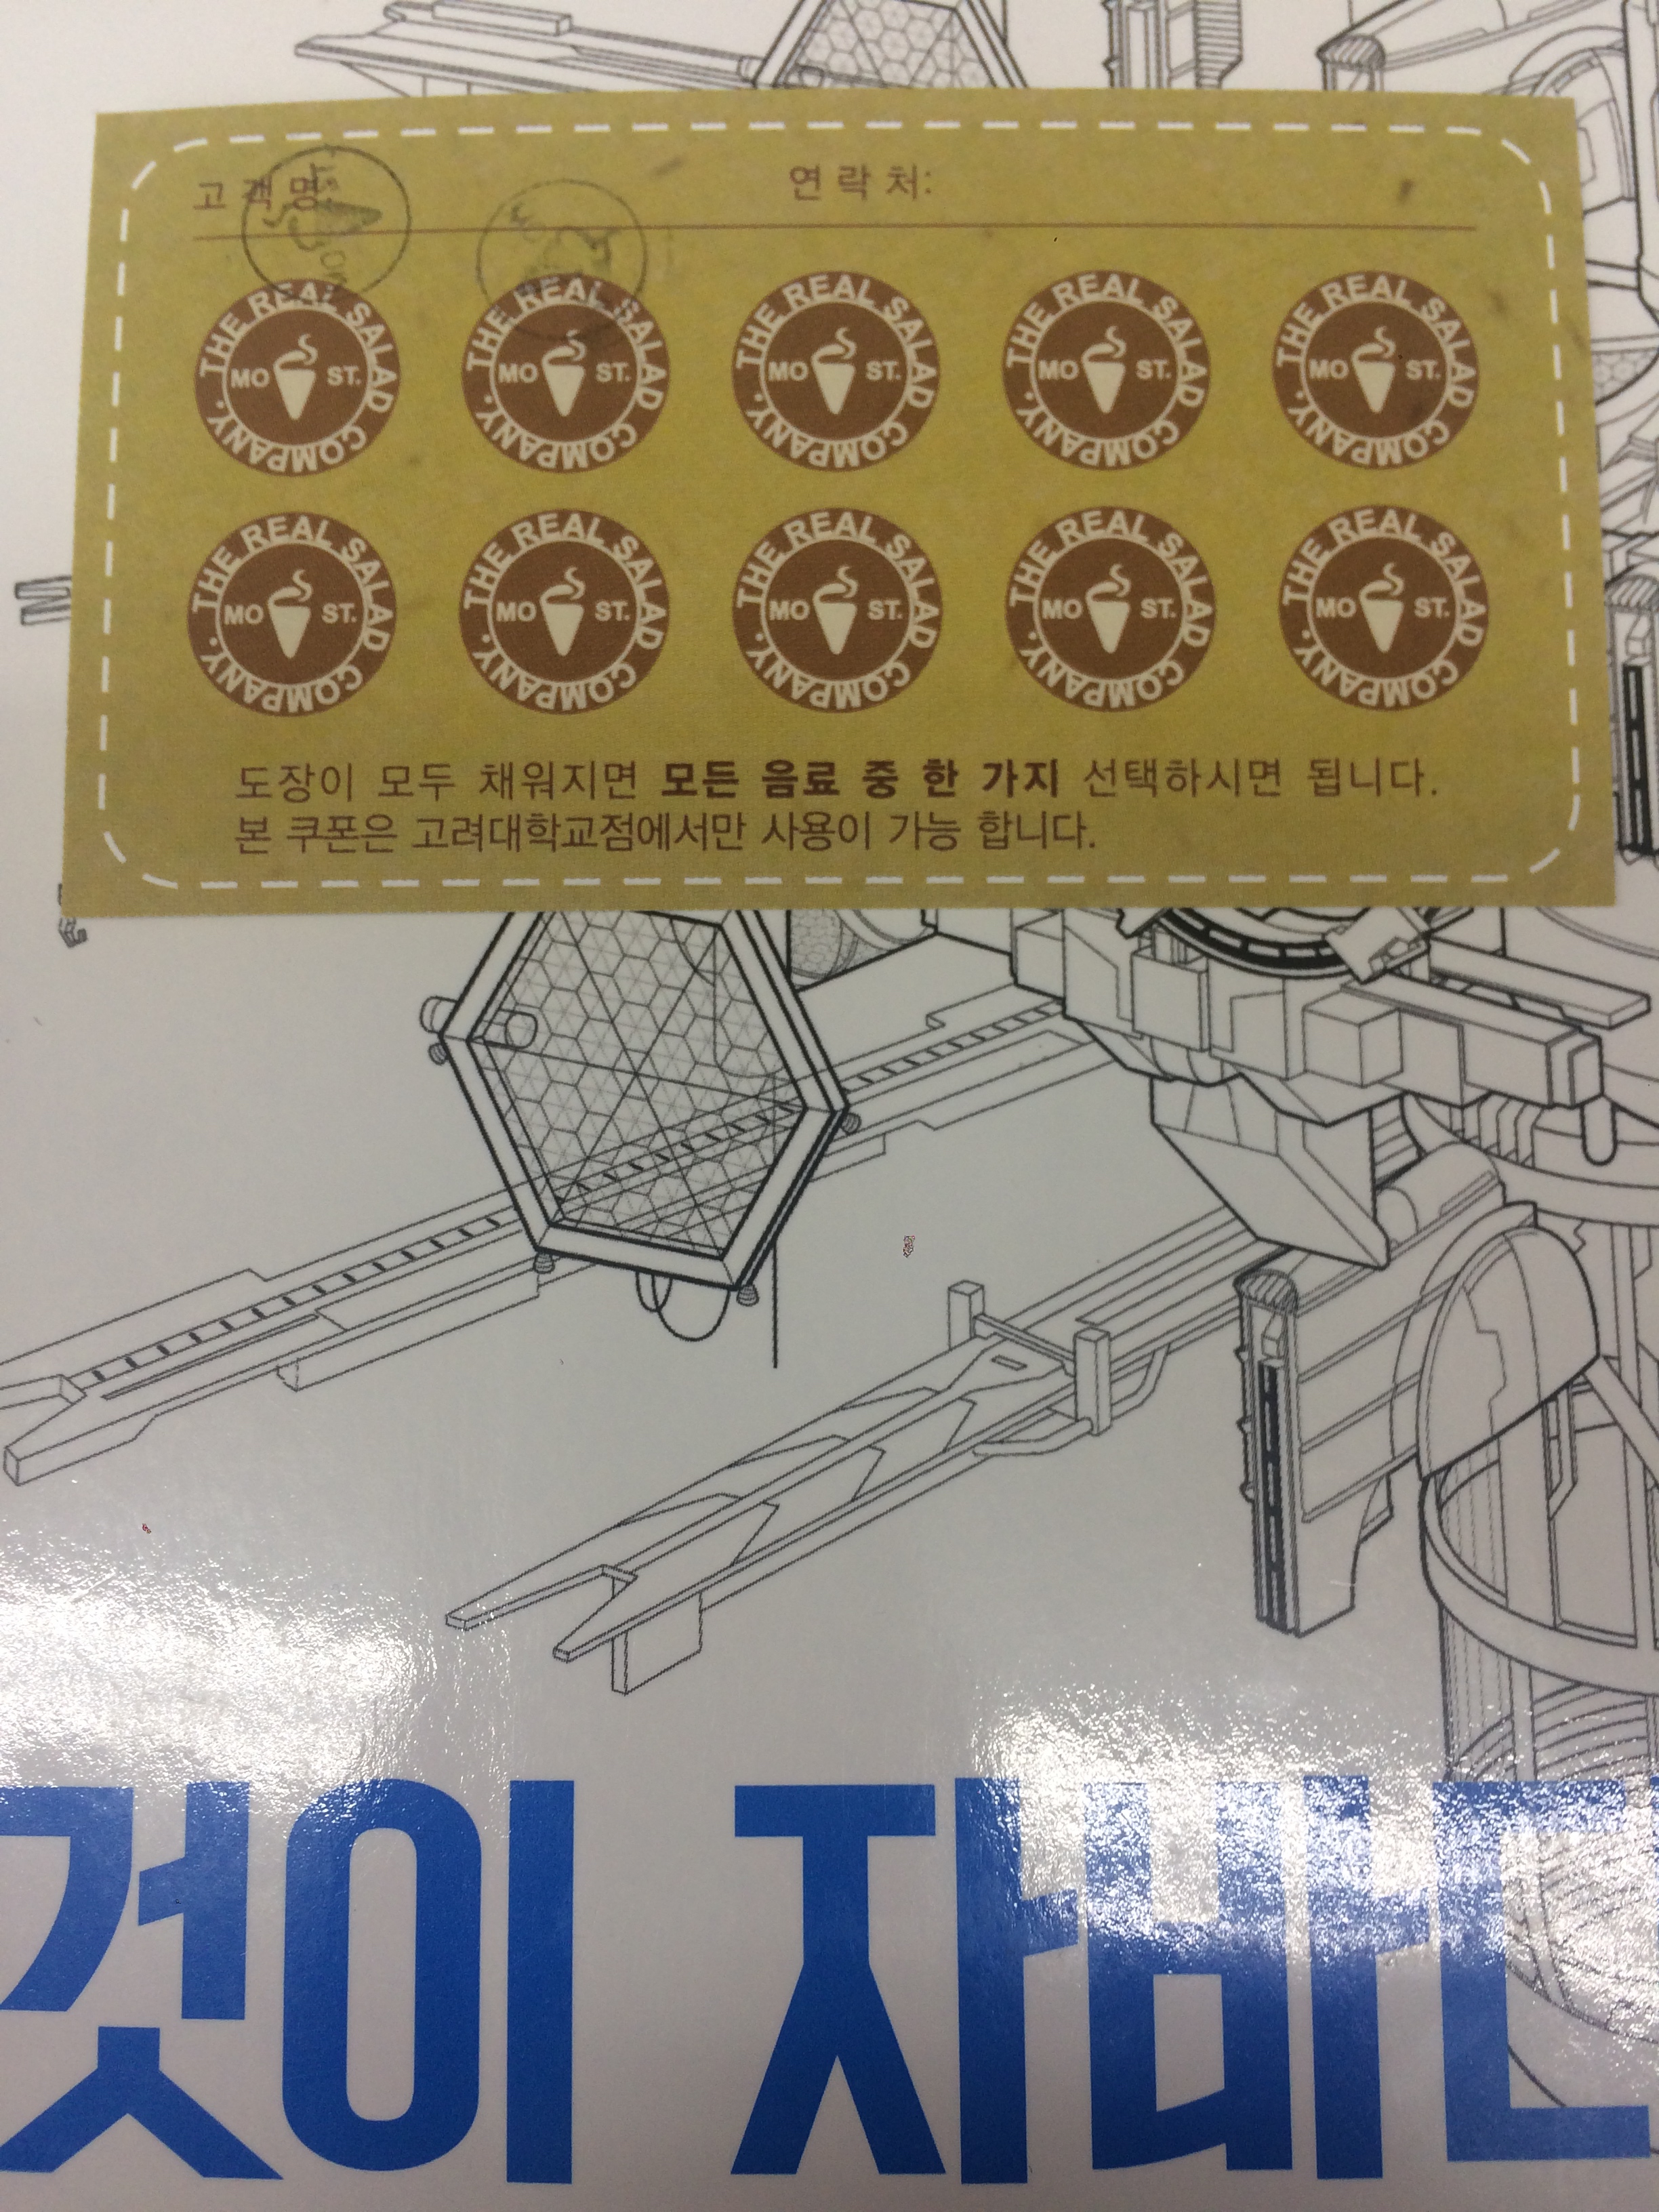 고객명: 연락처:
THE REAL SALAD COMPANY. MO ST.
THE REAL SALAD COMPANY. MO ST.
THE REAL SALAD COMPANY. MO ST.
THE REAL SALAD COMPANY. MO ST.
THE REAL SALAD COMPANY. MO ST.
THE REAL SALAD COMPANY. MO ST.
THE REAL SALAD COMPANY. MO ST.
THE REAL SALAD COMPANY. MO ST.
THE REAL SALAD COMPANY. MO ST.
THE REAL SALAD COMPANY. MO ST.
도장이 모두 채워지면 모든 음료 중 한 가지 선택하시면 됩니다.
본 쿠폰은 고려대학교점에서만 사용이 가능 합니다.
것이 자바